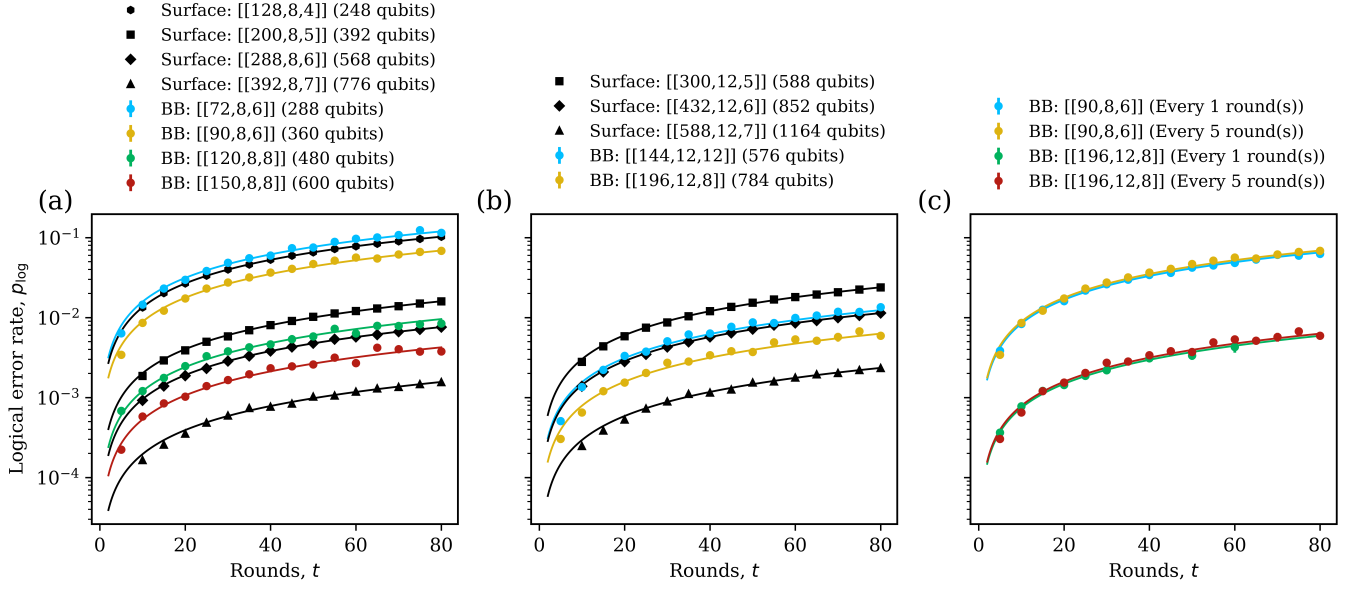 Surface: [[128,8,4]] (248 qubits)
Surface: [[200,8,5]] (392 qubits)
Surface: [[288,8,6]] (568 qubits)
Surface: [[392,8,7]] (776 qubits)
BB: [[72,8,6]] (288 qubits)
BB: [[90,8,6]] (360 qubits)
BB: [[120,8,8]] (480 qubits)
BB: [[150,8,8]] (600 qubits)
(a)
10⁻¹
10⁻²
10⁻³
10⁻⁴
Logical error rate, p_log
0 20 40 60 80
Rounds, t
Surface: [[300,12,5]] (588 qubits)
Surface: [[432,12,6]] (852 qubits)
Surface: [[588,12,7]] (1164 qubits)
BB: [[144,12,12]] (576 qubits)
BB: [[196,12,8]] (784 qubits)
(b)
0 20 40 60 80
Rounds, t
BB: [[90,8,6]] (Every 1 round(s))
BB: [[90,8,6]] (Every 5 round(s))
BB: [[196,12,8]] (Every 1 round(s))
BB: [[196,12,8]] (Every 5 round(s))
(c)
0 20 40 60 80
Rounds, t